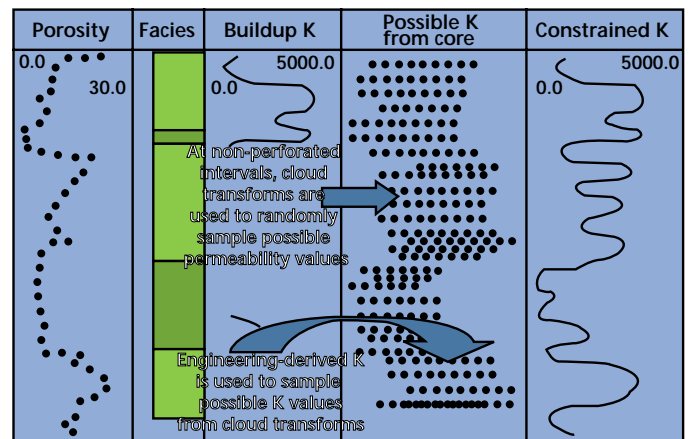 Porosity
Facies
Buildup K
Possible K
from core
Constrained K
0.0
30.0
5000.0
0.0
5000.0
0.0
At non-perforated
intervals, cloud
transforms are
used to randomly
sample possible
permeability values
Engineering-derived K
is used to sample
possible K values
from cloud transforms